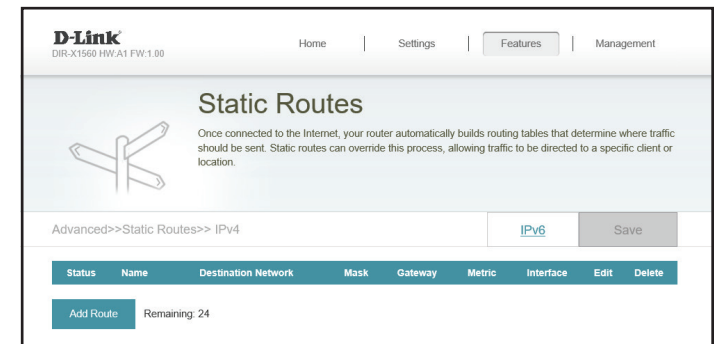 D-Link
DIR-X1560 HW:A1 FW:1.00
Home | Settings | Features | Management
Static Routes
Once connected to the Internet, your router automatically builds routing tables that determine where traffic
should be sent. Static routes can override this process, allowing traffic to be directed to a specific client or
location.
Advanced>>Static Routes>> IPv4 IPv6 Save
Status Name Destination Network Mask Gateway Metric Interface Edit Delete
Add Route Remaining: 24